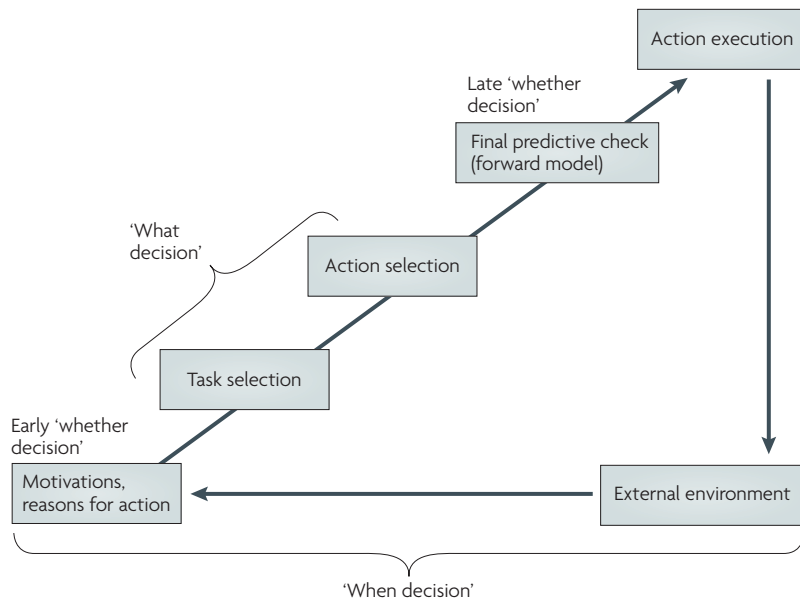 Action execution
Late ‘whether
decision’
Final predictive check
(forward model)
‘What
decision’
Action selection
Task selection
Early ‘whether
decision’
Motivations,
reasons for action
External environment
‘When decision’